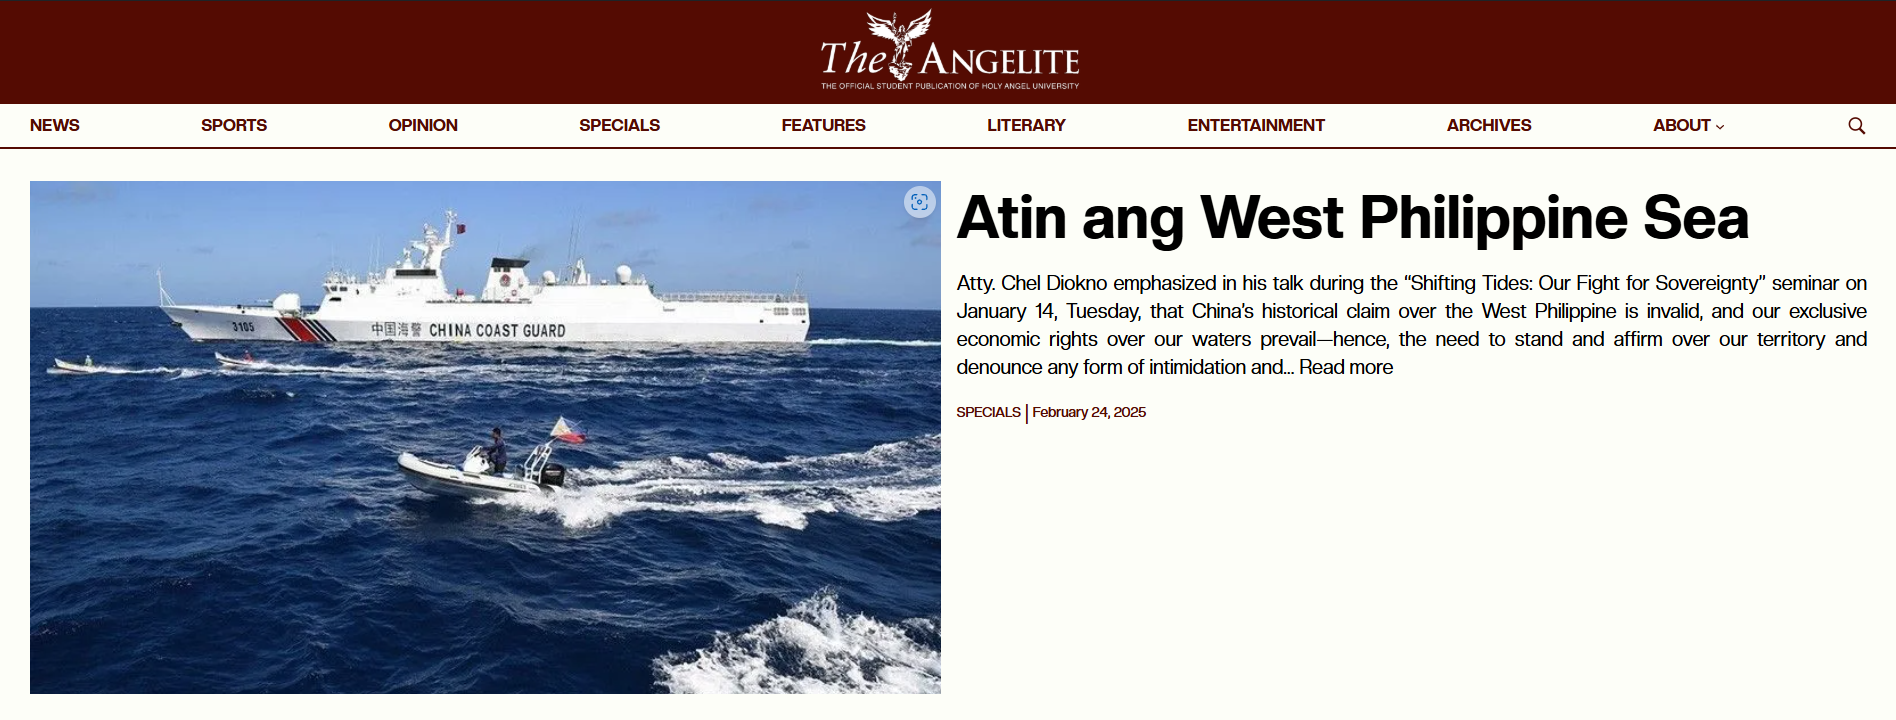 The ANGELITE
THE OFFICIAL STUDENT PUBLICATION OF HOLY ANGEL UNIVERSITY
NEWS
SPORTS
OPINION
SPECIALS
FEATURES
LITERARY
ENTERTAINMENT
ARCHIVES
ABOUT
3105
中国海警 CHINA COAST GUARD
Atin ang West Philippine Sea
Atty. Chel Diokno emphasized in his talk during the “Shifting Tides: Our Fight for Sovereignty” seminar on
January 14, Tuesday, that China’s historical claim over the West Philippine is invalid, and our exclusive
economic rights over our waters prevail—hence, the need to stand and affirm over our territory and
denounce any form of intimidation and... Read more
SPECIALS | February 24, 2025